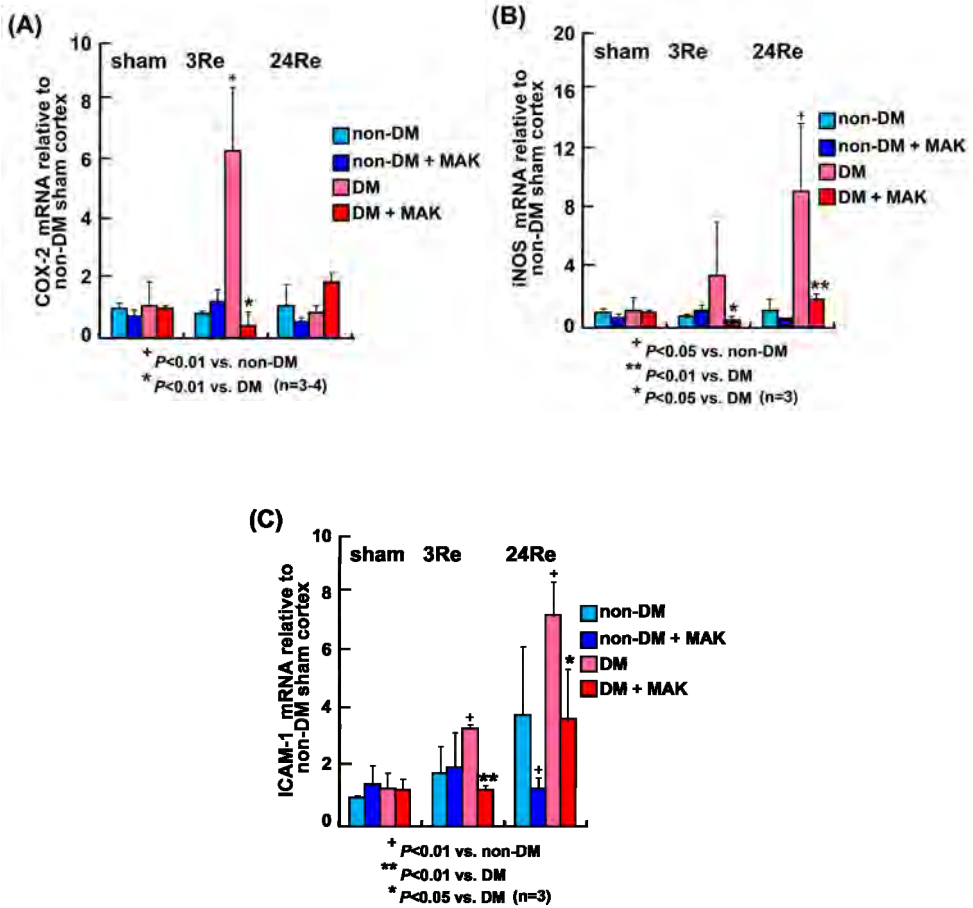 (A)
COX-2 mRNA relative to
non-DM sham cortex
10
8
6
4
2
0
sham 3Re 24Re
*
*
non-DM
non-DM + MAK
DM
DM + MAK
+ P<0.01 vs. non-DM
* P<0.01 vs. DM (n=3-4)
(B)
iNOS mRNA relative to
non-DM sham cortex
20
16
12
8
4
0
sham 3Re 24Re
*
+
**
non-DM
non-DM + MAK
DM
DM + MAK
+ P<0.05 vs. non-DM
** P<0.01 vs. DM
* P<0.05 vs. DM (n=3)
(C)
ICAM-1 mRNA relative to
non-DM sham cortex
10
8
6
4
2
0
sham 3Re 24Re
+
**
+
+
*
non-DM
non-DM + MAK
DM
DM + MAK
+ P<0.01 vs. non-DM
** P<0.01 vs. DM
* P<0.05 vs. DM (n=3)